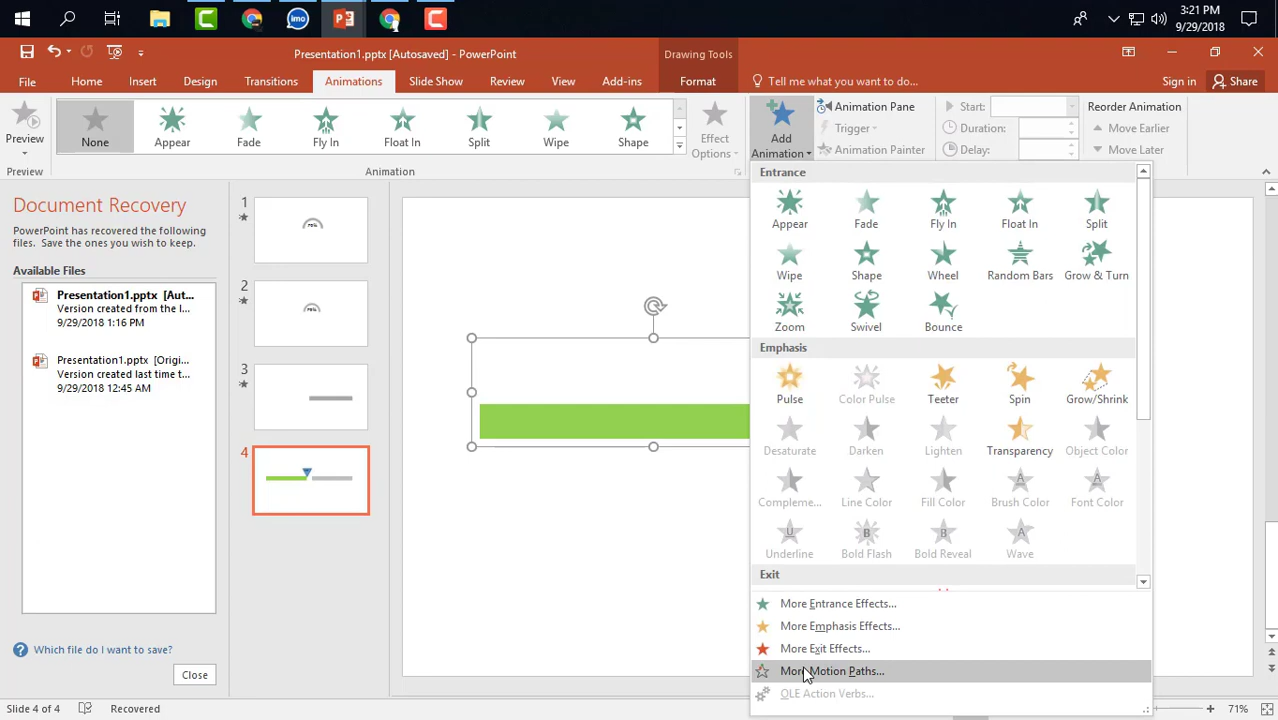 imo
3:21 PM
9/29/2018
Presentation1.pptx [Autosaved] - PowerPoint
Drawing Tools
File
Home
Insert
Design
Transitions
Animations
Slide Show
Review
View
Add-ins
Format
Tell me what you want to do...
Sign in
Share
Preview
None
Appear
Fade
Fly In
Float In
Split
Wipe
Shape
Effect
Options
Add
Animation
Animation Pane
Trigger
Animation Painter
Start:
Duration:
Delay:
Reorder Animation
Move Earlier
Move Later
Preview
Animation
Document Recovery
PowerPoint has recovered the following
files. Save the ones you wish to keep.
Available Files
Presentation1.pptx [Aut...
Version created from the l...
9/29/2018 1:16 PM
Presentation1.pptx [Origi...
Version created last time t...
9/29/2018 12:45 AM
Which file do I want to save?
Close
1
75%
2
75%
3
4
Entrance
Appear
Fade
Fly In
Float In
Split
Wipe
Shape
Wheel
Random Bars
Grow & Turn
Zoom
Swivel
Bounce
Emphasis
Pulse
Color Pulse
Teeter
Spin
Grow/Shrink
Desaturate
Darken
Lighten
Transparency
Object Color
Compleme...
Line Color
Fill Color
Brush Color
Font Color
Underline
Bold Flash
Bold Reveal
Wave
Exit
More Entrance Effects...
More Emphasis Effects...
More Exit Effects...
More Motion Paths...
OLE Action Verbs...
Slide 4 of 4
Recovered
71%